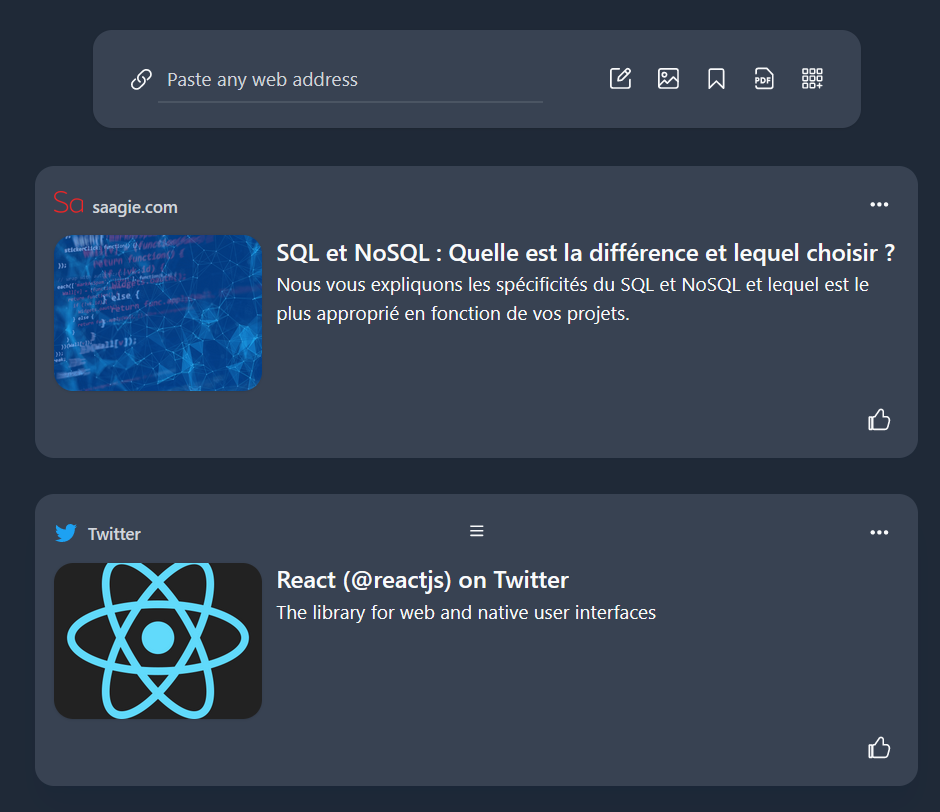 Paste any web address
PDF
Sa saagie.com
SQL et NoSQL : Quelle est la différence et lequel choisir ?
Nous vous expliquons les spécificités du SQL et NoSQL et lequel est le
plus approprié en fonction de vos projets.
} else {
Twitter
React (@reactjs) on Twitter
The library for web and native user interfaces